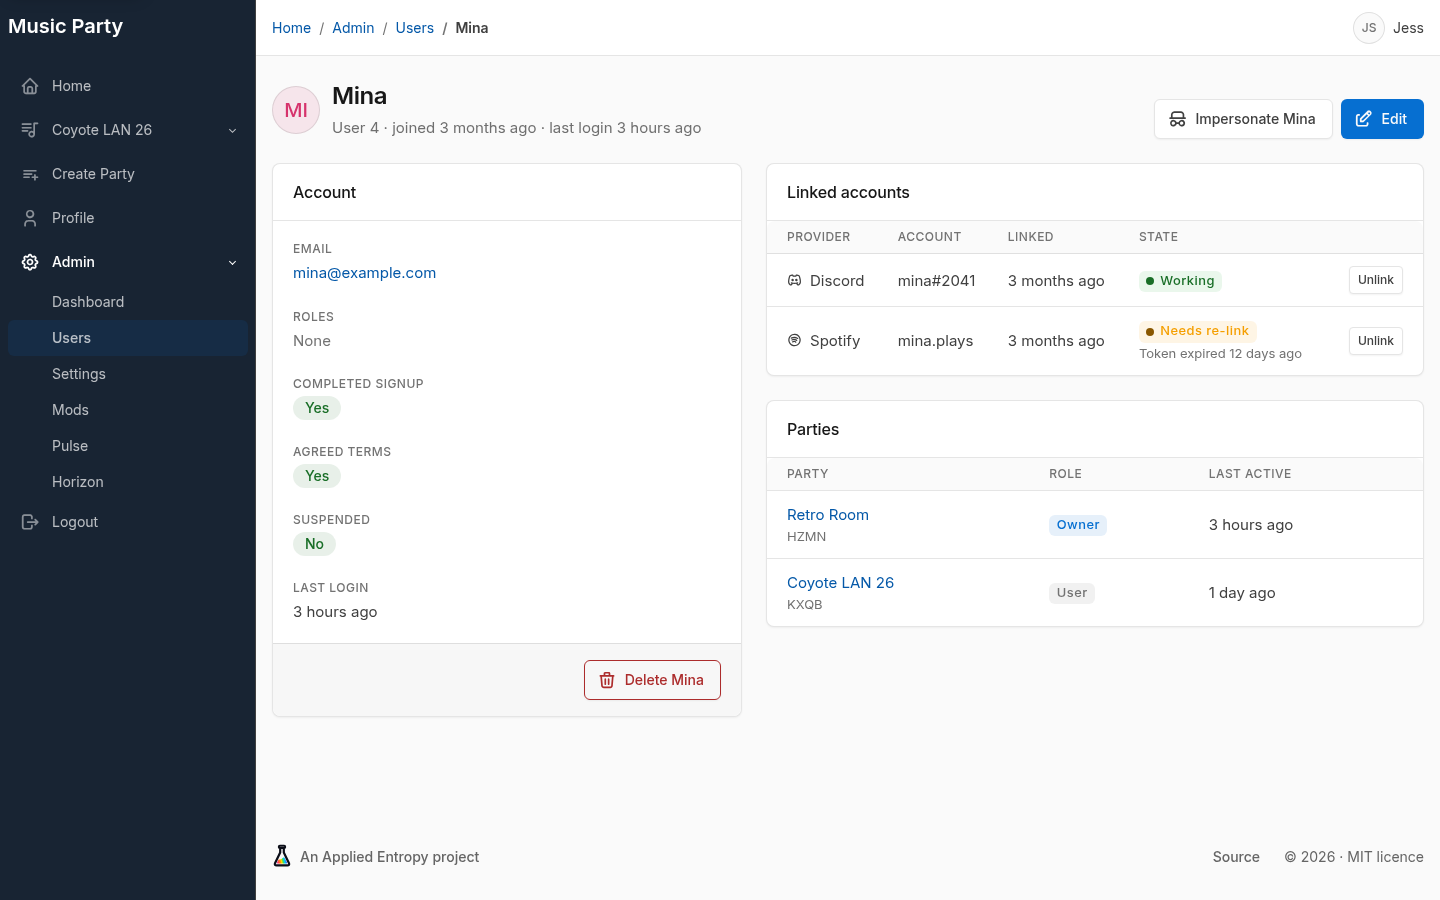 Music Party
Home
Coyote LAN 26
Create Party
Profile
Admin
Dashboard
Users
Settings
Mods
Pulse
Horizon
Logout
Home / Admin / Users / Mina
JS Jess
MI
Mina
User 4 · joined 3 months ago · last login 3 hours ago
Impersonate Mina
Edit
Account
EMAIL
mina@example.com
ROLES
None
COMPLETED SIGNUP
Yes
AGREED TERMS
Yes
SUSPENDED
No
LAST LOGIN
3 hours ago
Delete Mina
Linked accounts
PROVIDER ACCOUNT LINKED STATE
Discord mina#2041 3 months ago Working Unlink
Spotify mina.plays 3 months ago Needs re-link Unlink
Token expired 12 days ago
Parties
PARTY ROLE LAST ACTIVE
Retro Room Owner 3 hours ago
HZMN
Coyote LAN 26 User 1 day ago
KXQB
An Applied Entropy project
Source © 2026 · MIT licence